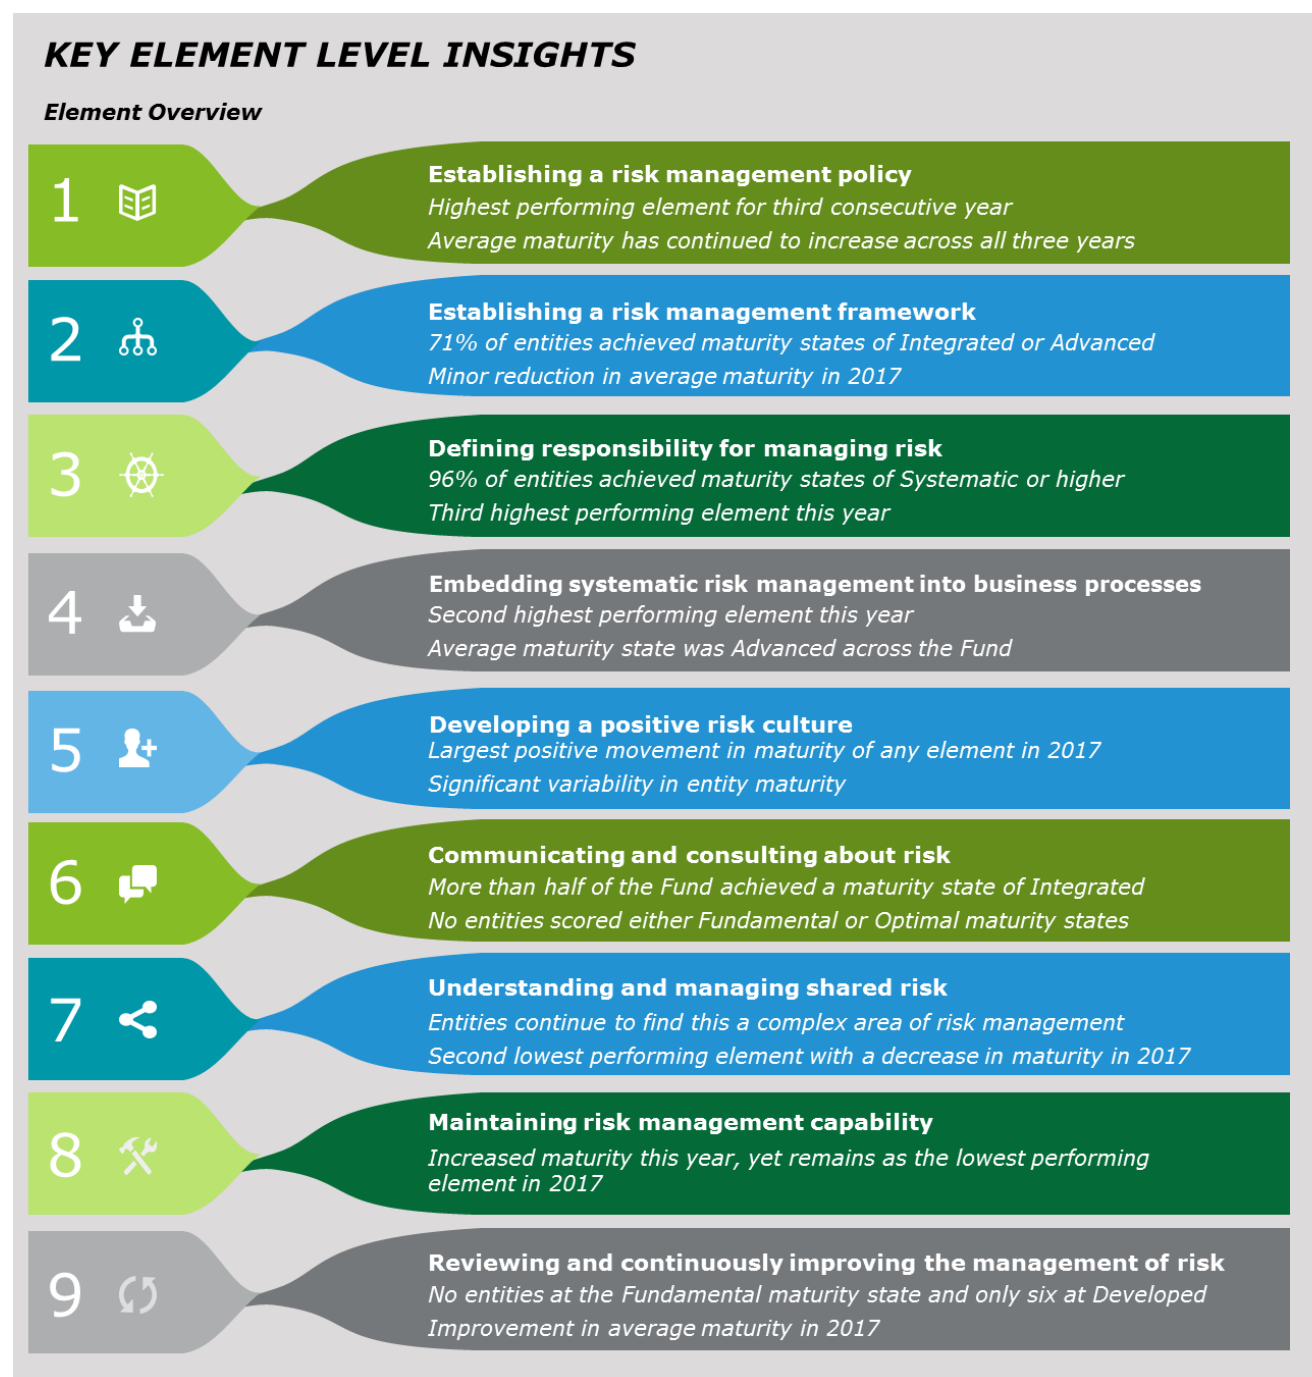 KEY ELEMENT LEVEL INSIGHTS
Element Overview
1
Establishing a risk management policy
Highest performing element for third consecutive year
Average maturity has continued to increase across all three years
2
Establishing a risk management framework
71% of entities achieved maturity states of Integrated or Advanced
Minor reduction in average maturity in 2017
3
Defining responsibility for managing risk
96% of entities achieved maturity states of Systematic or higher
Third highest performing element this year
4
Embedding systematic risk management into business processes
Second highest performing element this year
Average maturity state was Advanced across the Fund
5
Developing a positive risk culture
Largest positive movement in maturity of any element in 2017
Significant variability in entity maturity
6
Communicating and consulting about risk
More than half of the Fund achieved a maturity state of Integrated
No entities scored either Fundamental or Optimal maturity states
7
Understanding and managing shared risk
Entities continue to find this a complex area of risk management
Second lowest performing element with a decrease in maturity in 2017
8
Maintaining risk management capability
Increased maturity this year, yet remains as the lowest performing
element in 2017
9
Reviewing and continuously improving the management of risk
No entities at the Fundamental maturity state and only six at Developed
Improvement in average maturity in 2017